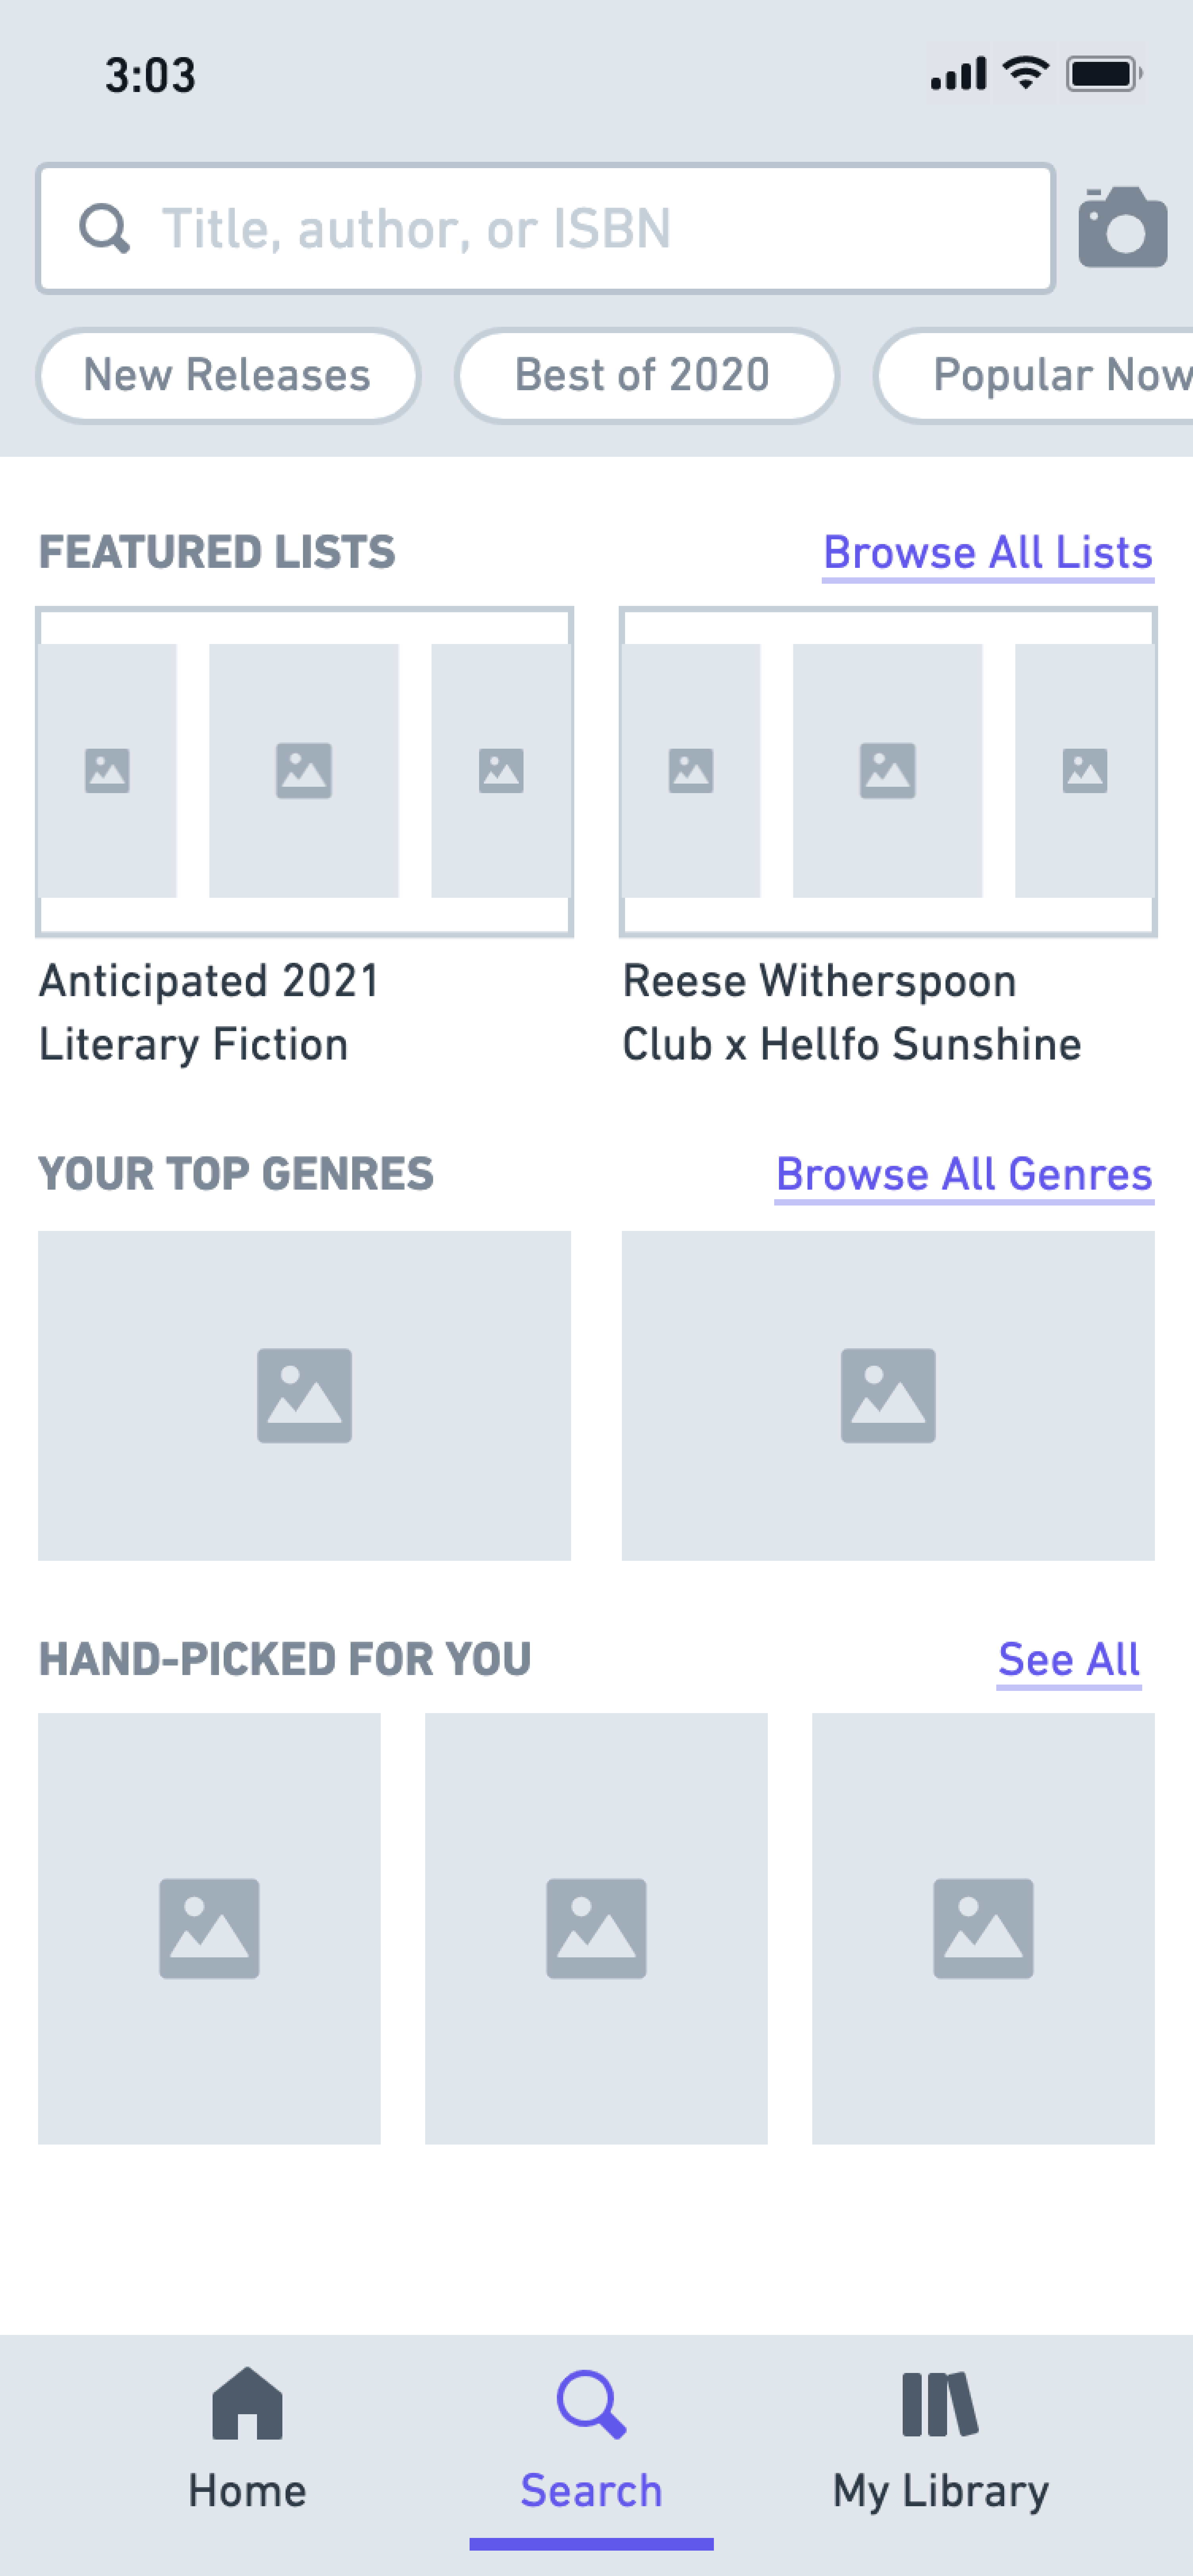 3:03
Title, author, or ISBN
New Releases
Best of 2020
Popular Now
FEATURED LISTS
Browse All Lists
Anticipated 2021
Literary Fiction
Reese Witherspoon
Club x Hellfo Sunshine
YOUR TOP GENRES
Browse All Genres
HAND-PICKED FOR YOU
See All
Home
Search
My Library